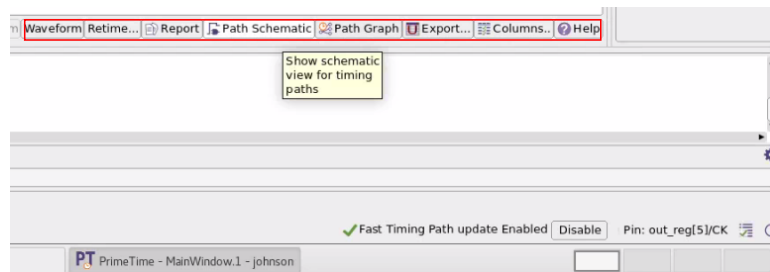 Waveform Retime... Report Path Schematic Path Graph Export... Columns.. Help
Show schematic
view for timing
paths
Fast Timing Path update Enabled Disable Pin: out_reg[5]/CK
PT PrimeTime - MainWindow.1 - johnson